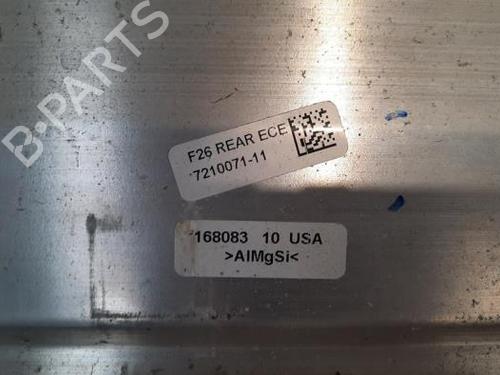 B-PARTS
F26 REAR ECE
7210071-11
168083 10 USA
>AlMgSi<